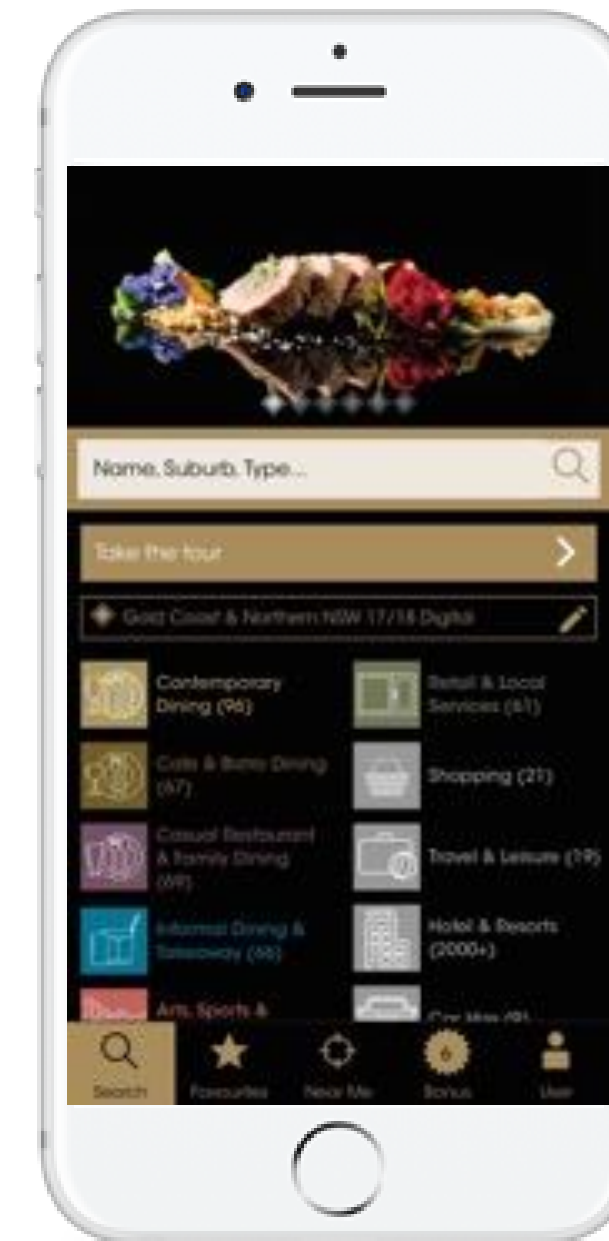 Name, Suburb, Type...
Take the tour
Gold Coast & Northern NSW 17/18 Digital
Contemporary
Dining (96)
Cafe & Bistro Dining
(67)
Casual Restaurant
& Family Dining
(69)
Informal Dining &
Takeaway (66)
Arts, Sports &
Retail & Local
Services (61)
Shopping (21)
Travel & Leisure (19)
Hotel & Resorts
(2000+)
Search
Favourites
Near Me
6
Bonus
User